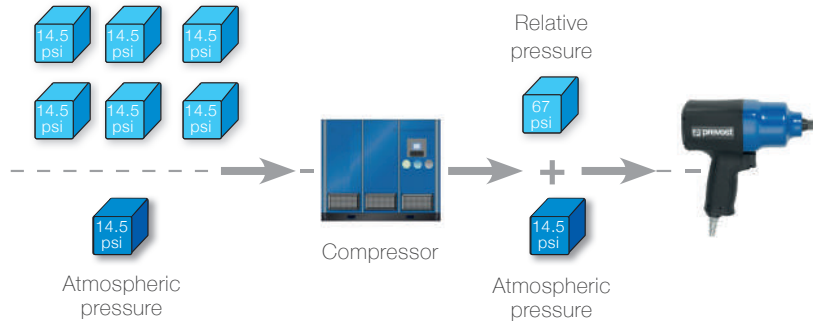 14.5
psi
14.5
psi
14.5
psi
14.5
psi
14.5
psi
14.5
psi
14.5
psi
Atmospheric
pressure
Compressor
Relative
pressure
67
psi
+
14.5
psi
Atmospheric
pressure
prevost